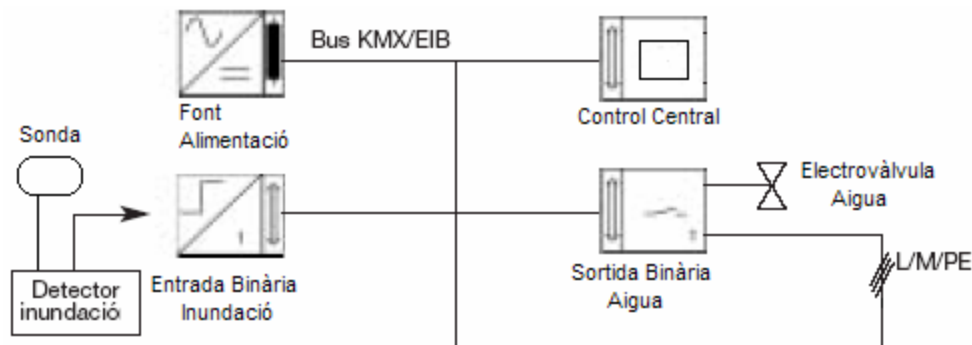 Bus KMX/EIB
Font
Alimentació
Control Central
Sonda
Electrovàlvula
Aigua
Detector
inundació
Entrada Binària
Inundació
Sortida Binària
Aigua
L/M/PE